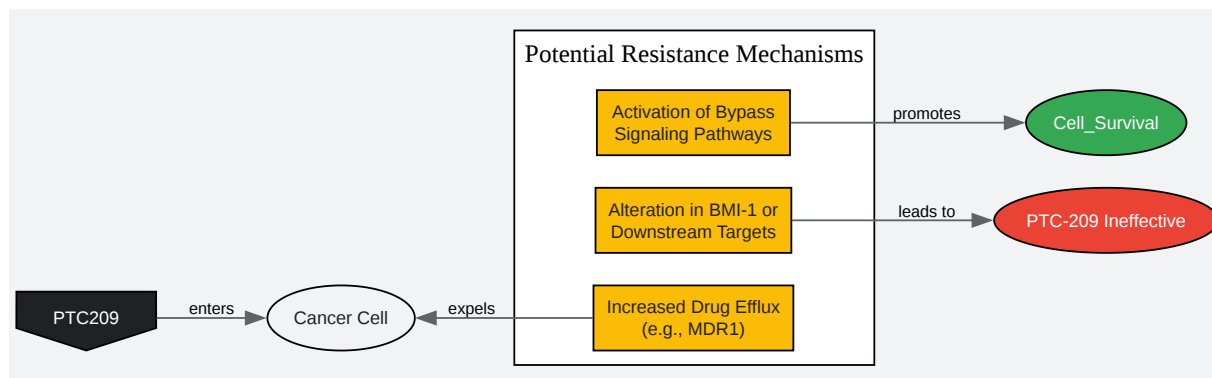 Potential Resistance Mechanisms
Activation of Bypass
Signaling Pathways
promotes
Cell_Survival
Alteration in BMI-1 or
Downstream Targets
leads to
PTC-209 Ineffective
PTC209
enters
Cancer Cell
expels
Increased Drug Efflux
(e.g., MDR1)